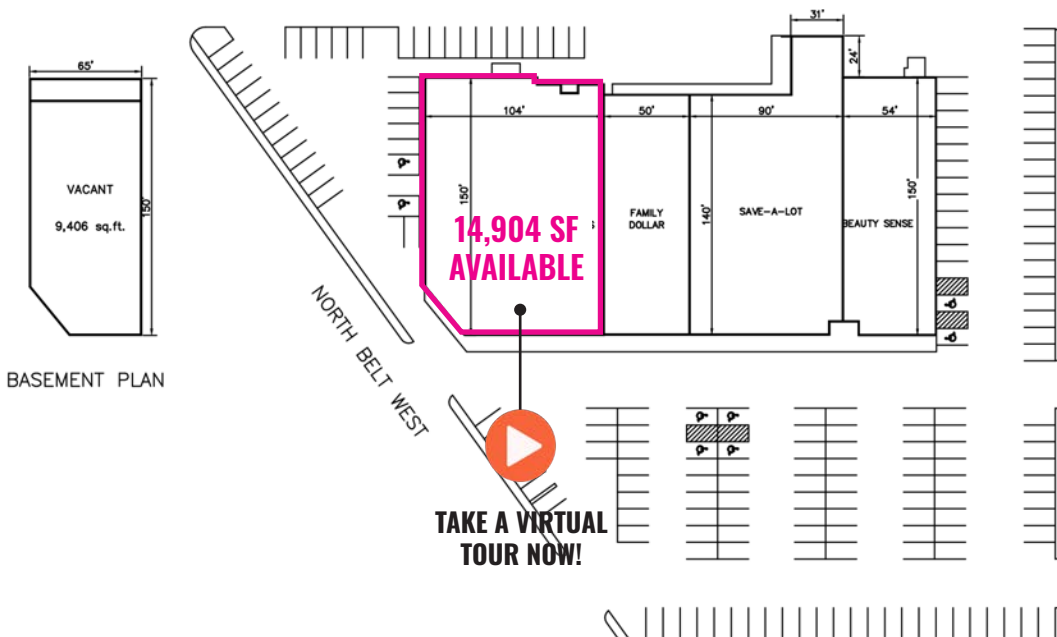 65'
VACANT
9,406 sq.ft.
150'
BASEMENT PLAN
31'
24'
104'
50'
90'
54'
150'
14,904 SF
AVAILABLE
S
FAMILY
DOLLAR
140'
SAVE-A-LOT
150'
BEAUTY SENSE
NORTH BELT WEST
TAKE A VIRTUAL
TOUR NOW!